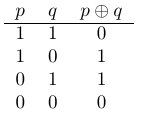 p q p ⊕ q
1 1 0
1 0 1
0 1 1
0 0 0